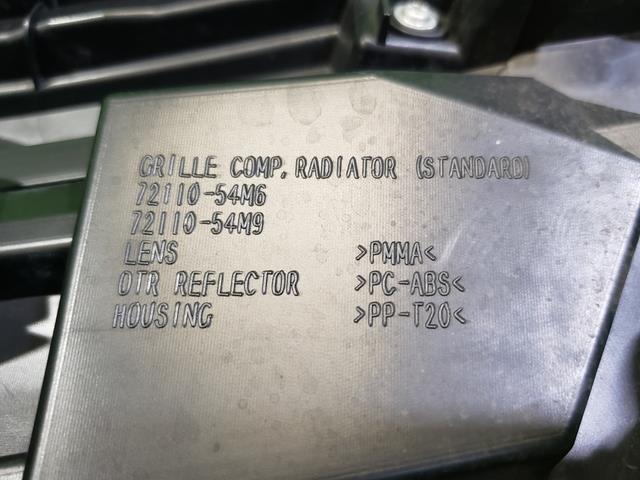 GRILLE COMP, RADIATOR (STANDARD)
72110-54M6
72110-54M9
LENS >PMMA<
OTR REFLECTOR >PC-ABS<
HOUSING >PP-T20<